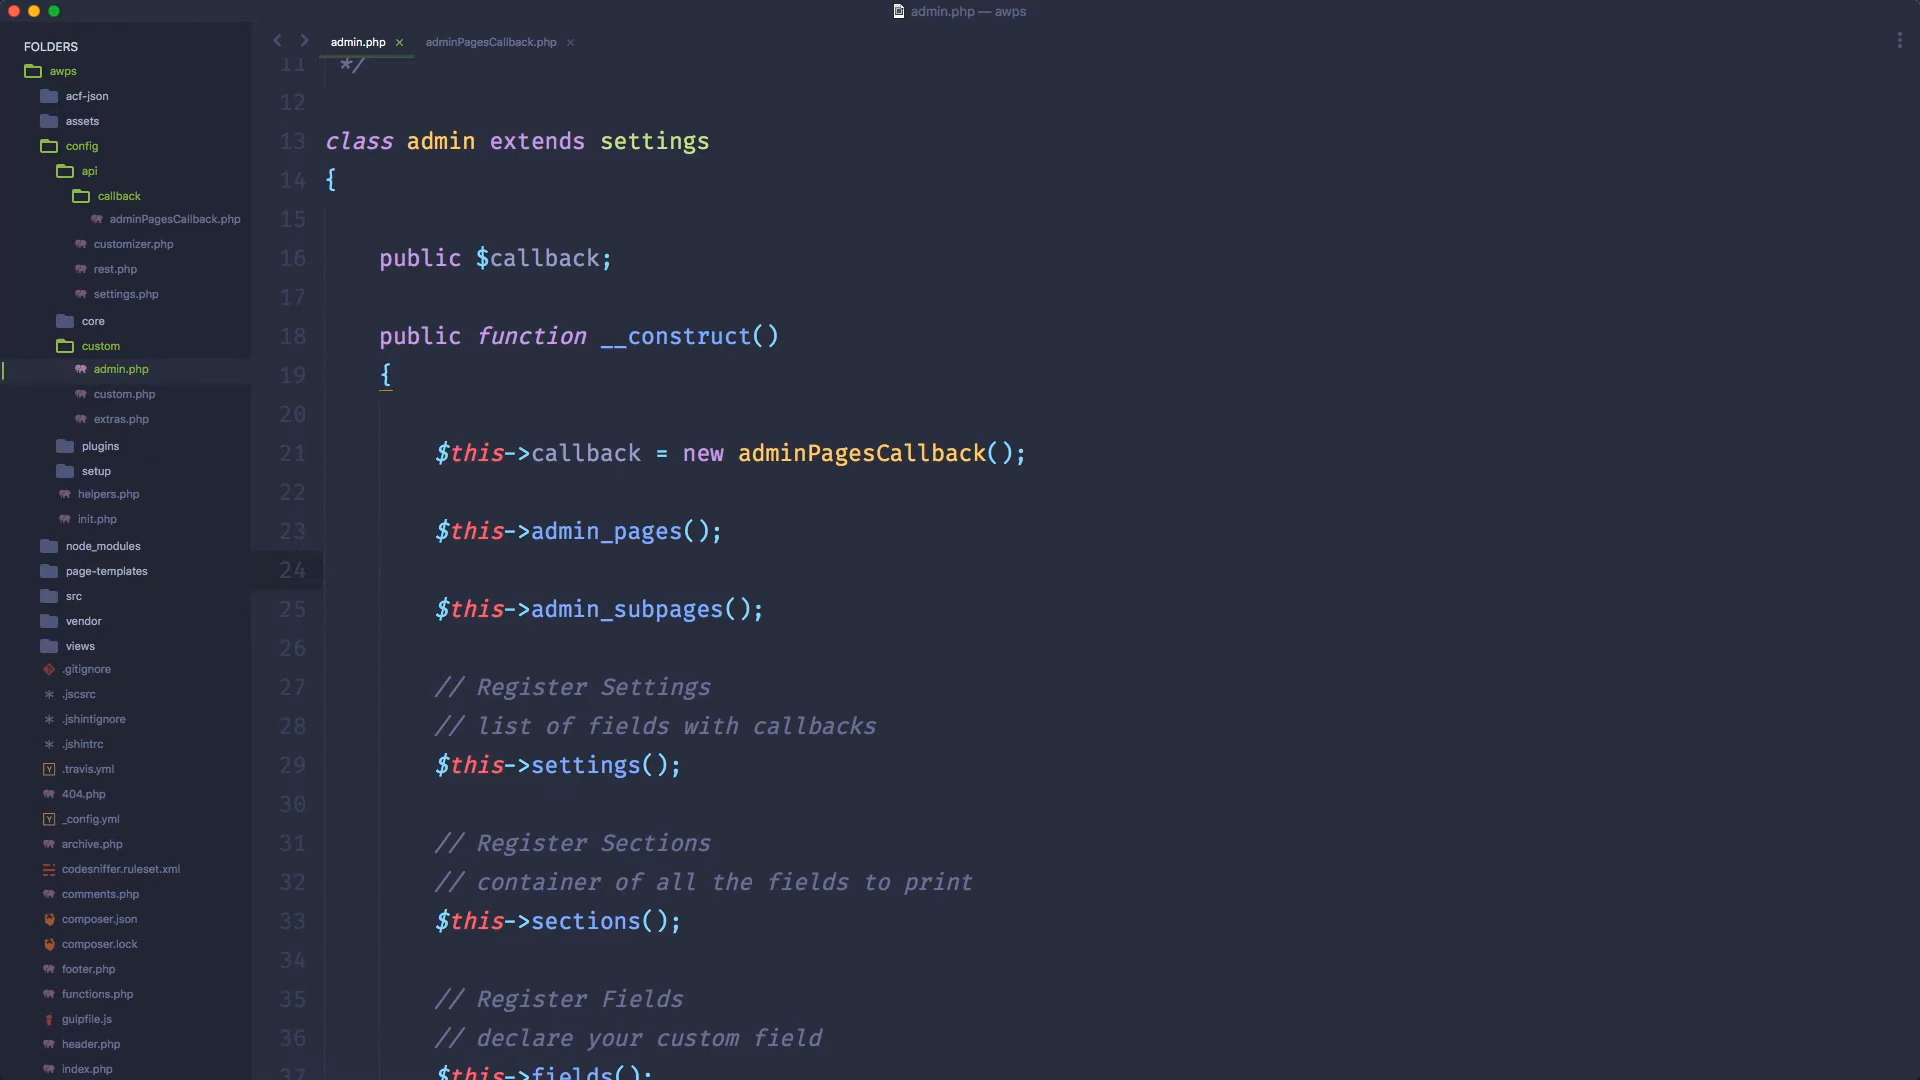 admin.php — awps
FOLDERS
awps
acf-json
assets
config
api
callback
adminPagesCallback.php
customizer.php
rest.php
settings.php
core
custom
admin.php
custom.php
extras.php
plugins
setup
helpers.php
init.php
node_modules
page-templates
src
vendor
views
.gitignore
.jscsrc
.jshintignore
.jshintrc
.travis.yml
404.php
_config.yml
archive.php
codesniffer.ruleset.xml
comments.php
composer.json
composer.lock
footer.php
functions.php
gulpfile.js
header.php
index.php
admin.php × adminPagesCallback.php ×
11 */
12
13 class admin extends settings
14 {
15
16 public $callback;
17
18 public function __construct()
19 {
20
21 $this->callback = new adminPagesCallback();
22
23 $this->admin_pages();
24
25 $this->admin_subpages();
26
27 // Register Settings
28 // list of fields with callbacks
29 $this->settings();
30
31 // Register Sections
32 // container of all the fields to print
33 $this->sections();
34
35 // Register Fields
36 // declare your custom field
37 $this->fields();